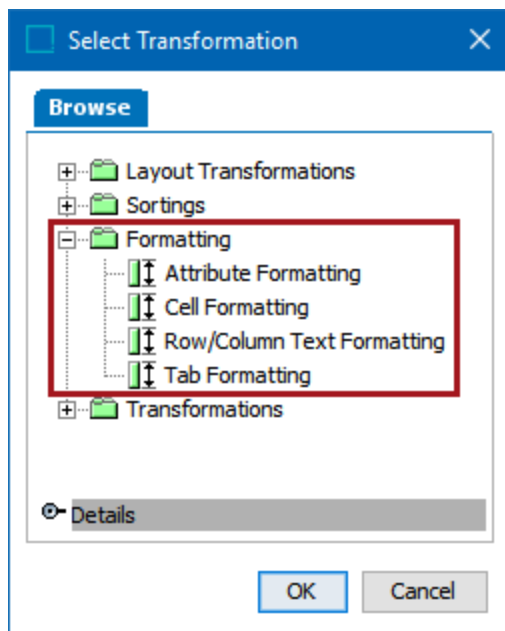 Select Transformation
Browse
Layout Transformations
Sortings
Formatting
Attribute Formatting
Cell Formatting
Row/Column Text Formatting
Tab Formatting
Transformations
Details
OK Cancel